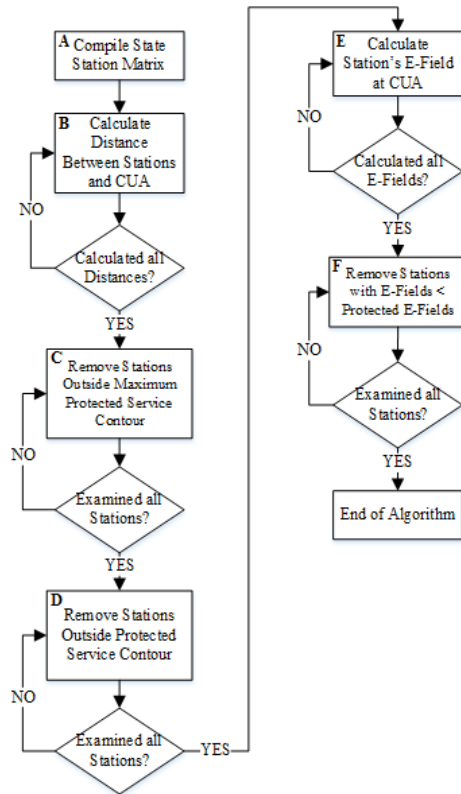 A Compile State
Station Matrix
B
Calculate
Distance
Between Stations
and CUA
NO
Calculated all
Distances?
YES
C
Remove Stations
Outside Maximum
Protected Service
Contour
NO
Examined all
Stations?
YES
D
Remove Stations
Outside Protected
Service Contour
NO
Examined all
Stations?
YES
E
Calculate
Station's E-Field
at CUA
NO
Calculated all
E-Fields?
YES
F
Remove Stations
with E-Fields <
Protected E-Fields
NO
Examined all
Stations?
YES
End of Algorithm